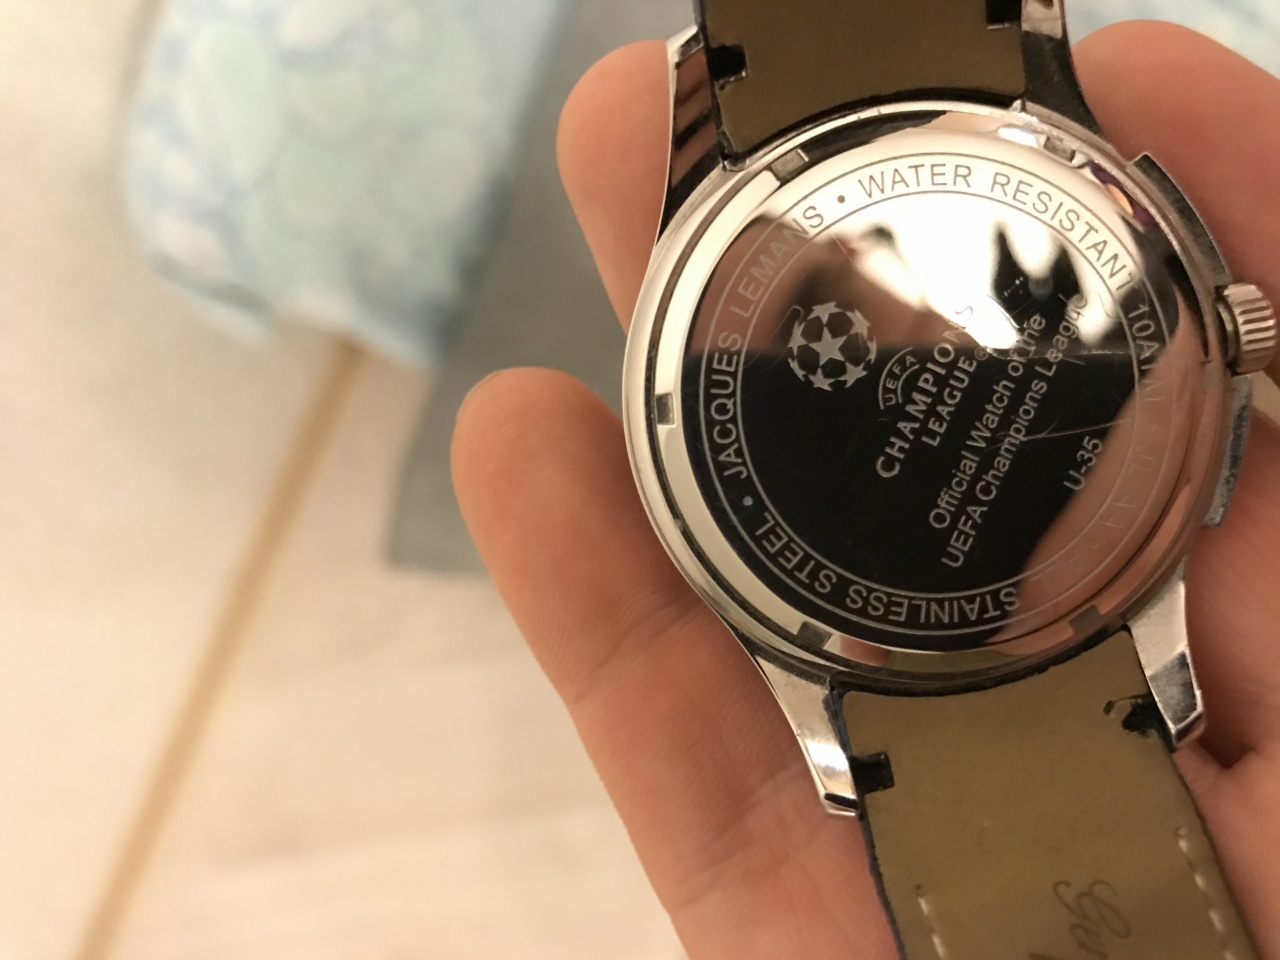 JACQUES LEMANS • WATER RESISTANT 10ATM
STAINLESS STEEL •
UEFA
CHAMPIONS
LEAGUE®
Official Watch of the
UEFA Champions League
U-35